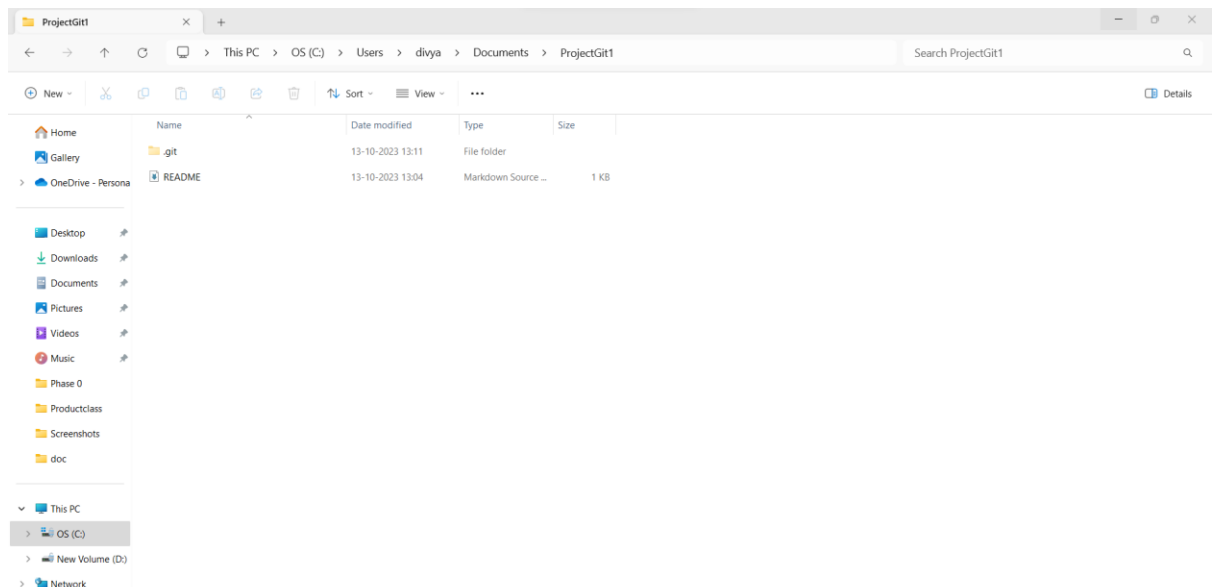 ProjectGit1
This PC > OS (C:) > Users > divya > Documents > ProjectGit1
Search ProjectGit1
New
Sort
View
Details
Name Date modified Type Size
.git 13-10-2023 13:11 File folder
README 13-10-2023 13:04 Markdown Source ... 1 KB
Home
Gallery
OneDrive - Persona
Desktop
Downloads
Documents
Pictures
Videos
Music
Phase 0
Productclass
Screenshots
doc
This PC
OS (C:)
New Volume (D:)
Network